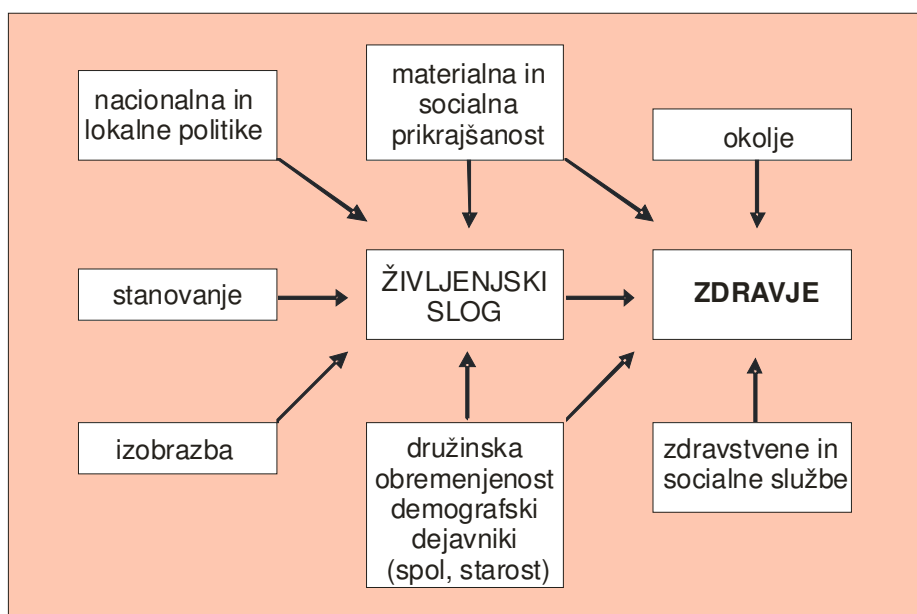 nacionalna in
lokalne politike
materialna in
socialna
prikrajšanost
okolje
stanovanje
ŽIVLJENJSKI
SLOG
ZDRAVJE
izobrazba
družinska
obremenjenost
demografski
dejavniki
(spol, starost)
zdravstvene in
socialne službe